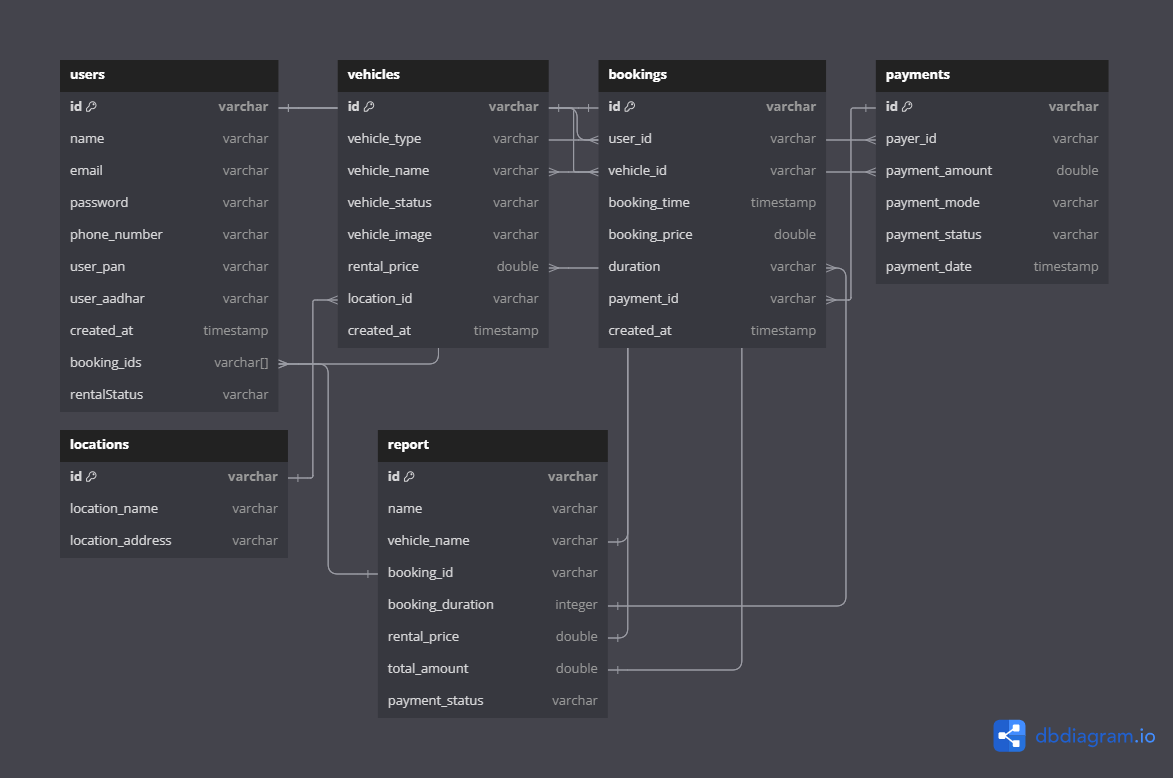 users
id varchar
name varchar
email varchar
password varchar
phone_number varchar
user_pan varchar
user_aadhar varchar
created_at timestamp
booking_ids varchar[]
rentalStatus varchar
vehicles
id varchar
vehicle_type varchar
vehicle_name varchar
vehicle_status varchar
vehicle_image varchar
rental_price double
location_id varchar
created_at timestamp
bookings
id varchar
user_id varchar
vehicle_id varchar
booking_time timestamp
booking_price double
duration varchar
payment_id varchar
created_at timestamp
payments
id varchar
payer_id varchar
payment_amount double
payment_mode varchar
payment_status varchar
payment_date timestamp
locations
id varchar
location_name varchar
location_address varchar
report
id varchar
name varchar
vehicle_name varchar
booking_id varchar
booking_duration integer
rental_price double
total_amount double
payment_status varchar
dbdiagram.io